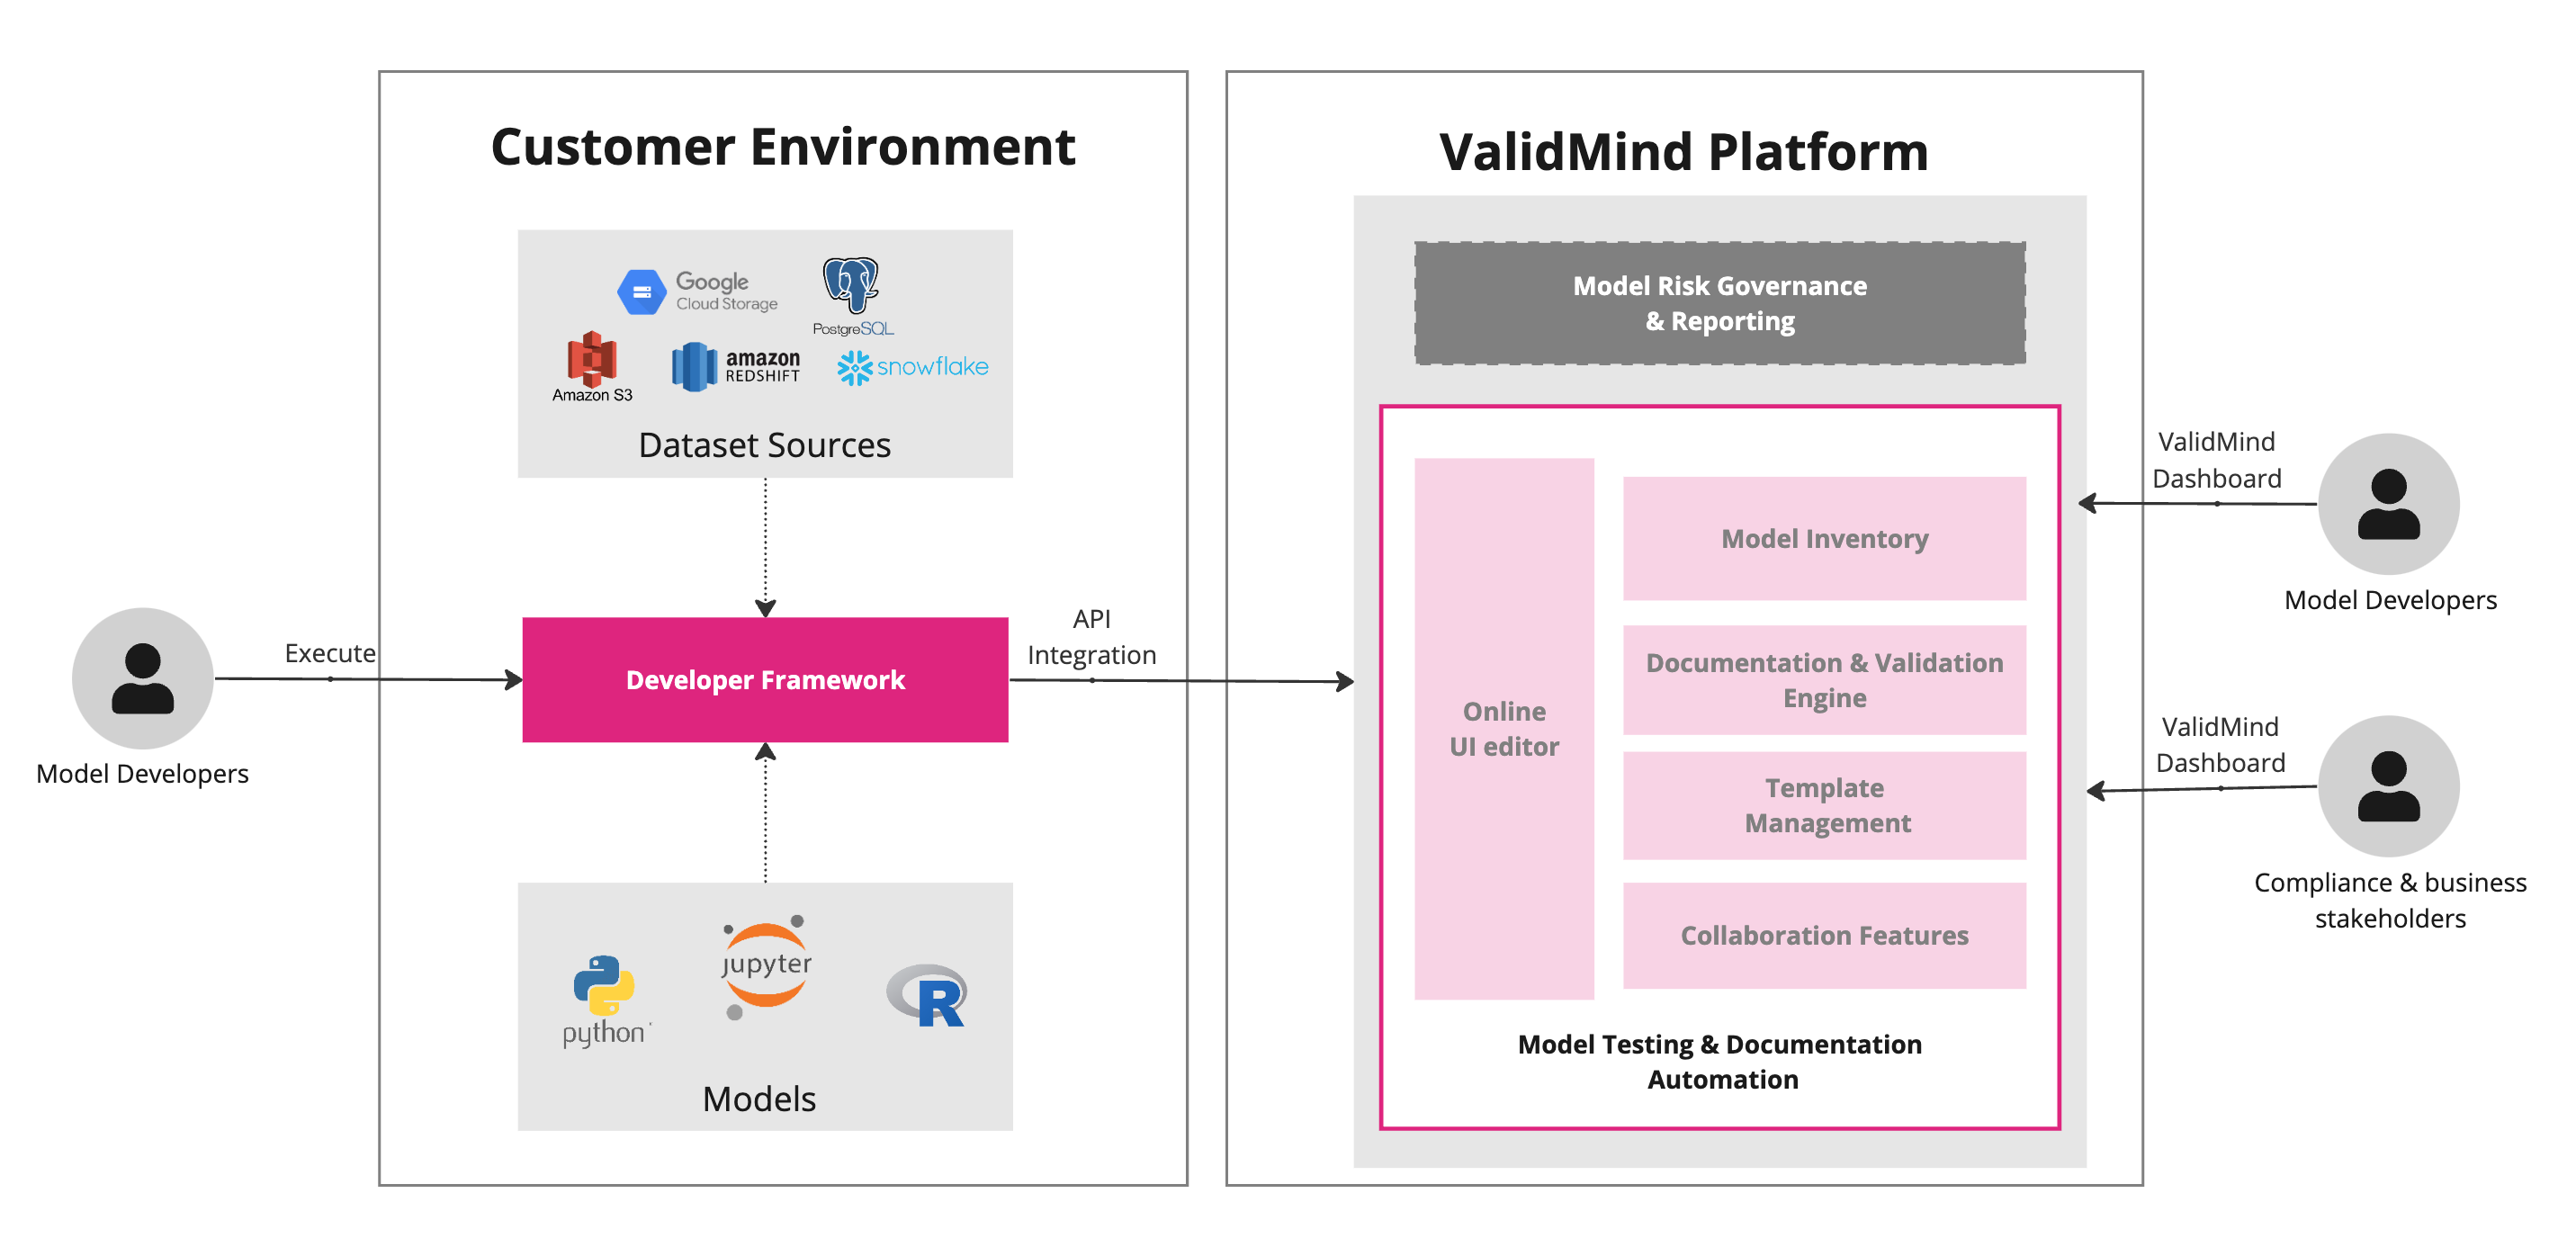 Customer Environment
Google
Cloud Storage
PostgreSQL
Amazon S3
amazon
REDSHIFT
snowflake
Dataset Sources
Execute
Model Developers
Developer Framework
API
Integration
python
jupyter
R
Models
ValidMind Platform
Model Risk Governance
& Reporting
Online
UI editor
Model Inventory
Documentation & Validation
Engine
Template
Management
Collaboration Features
Model Testing & Documentation
Automation
ValidMind
Dashboard
Model Developers
ValidMind
Dashboard
Compliance & business
stakeholders